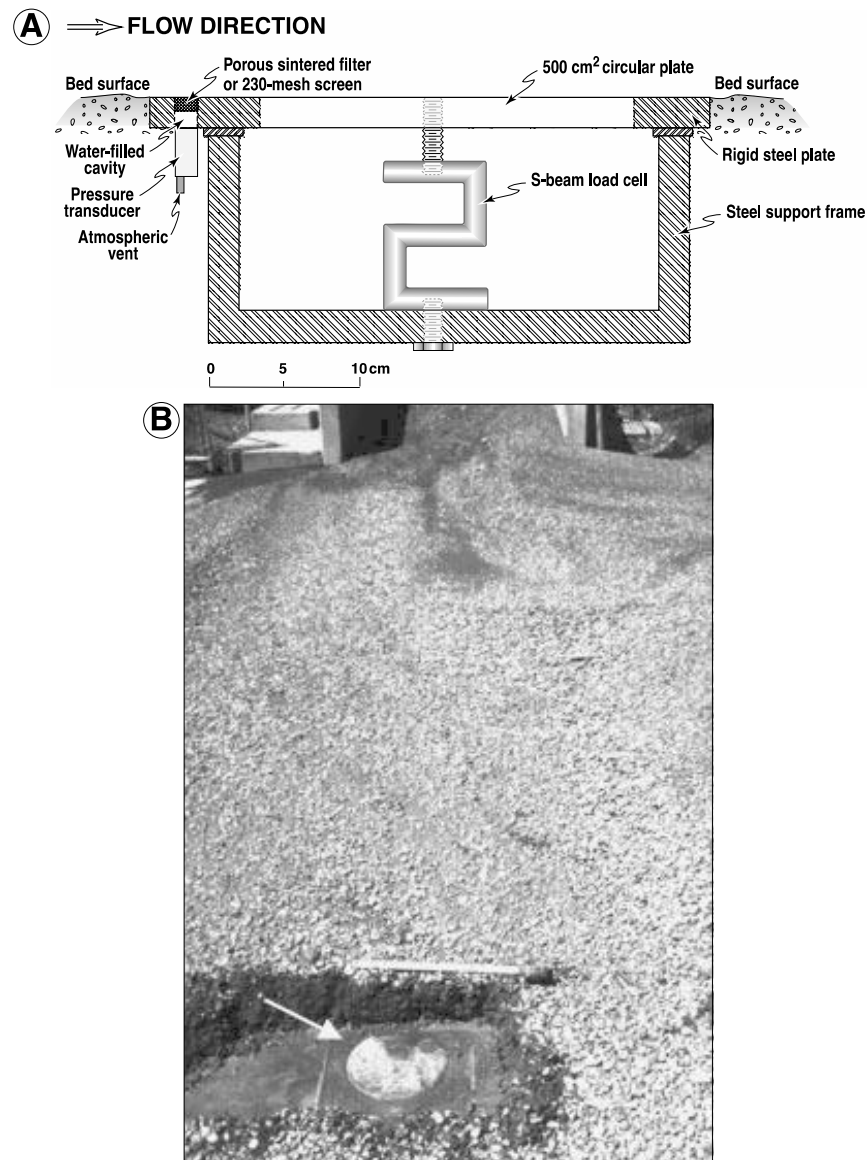 A
FLOW DIRECTION
Porous sintered filter
or 230-mesh screen
500 cm2 circular plate
Bed surface
Bed surface
Water-filled
cavity
Pressure
transducer
Atmospheric
vent
S-beam load cell
Rigid steel plate
Steel support frame
0 5 10 cm
B